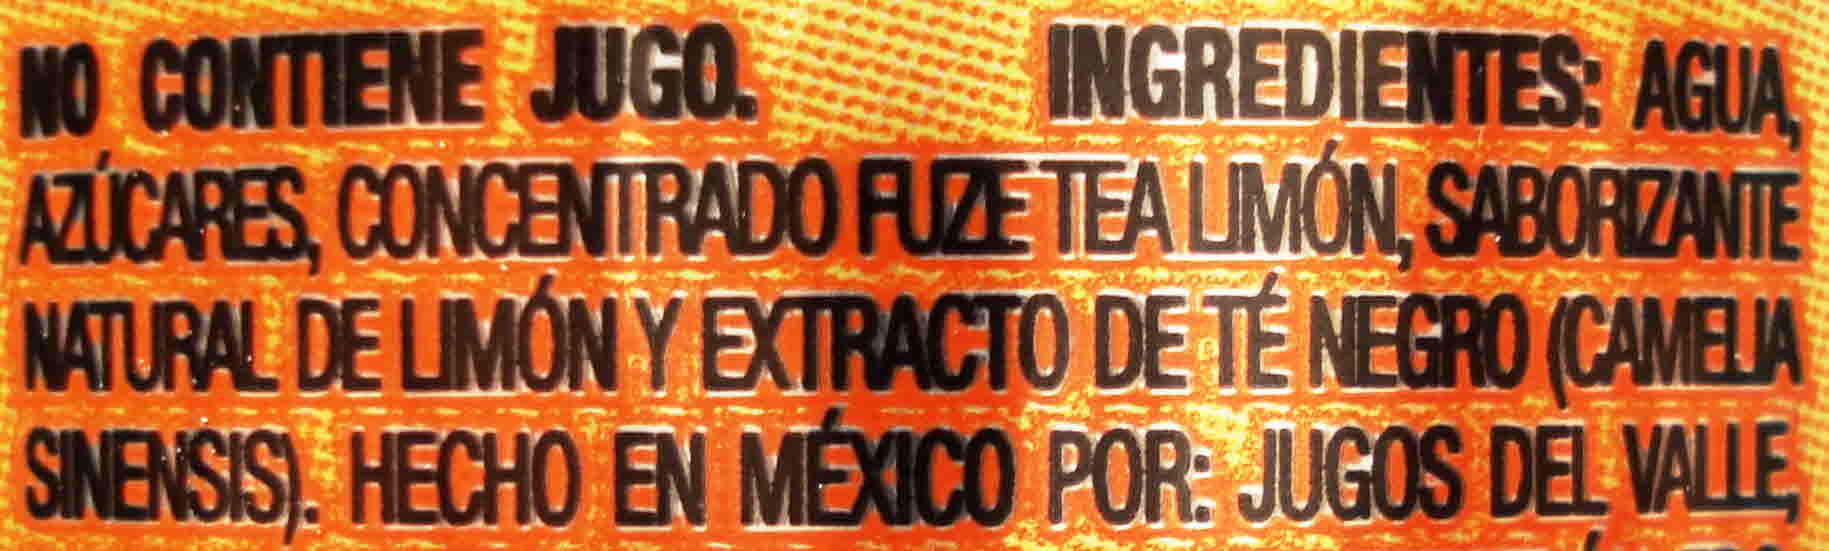 NO CONTIENE JUGO. INGREDIENTES: AGUA,
AZÚCARES, CONCENTRADO FUZE TEA LIMÓN, SABORIZANTE
NATURAL DE LIMÓN Y EXTRACTO DE TÉ NEGRO (CAMELIA
SINENSIS). HECHO EN MÉXICO POR: JUGOS DEL VALLE,